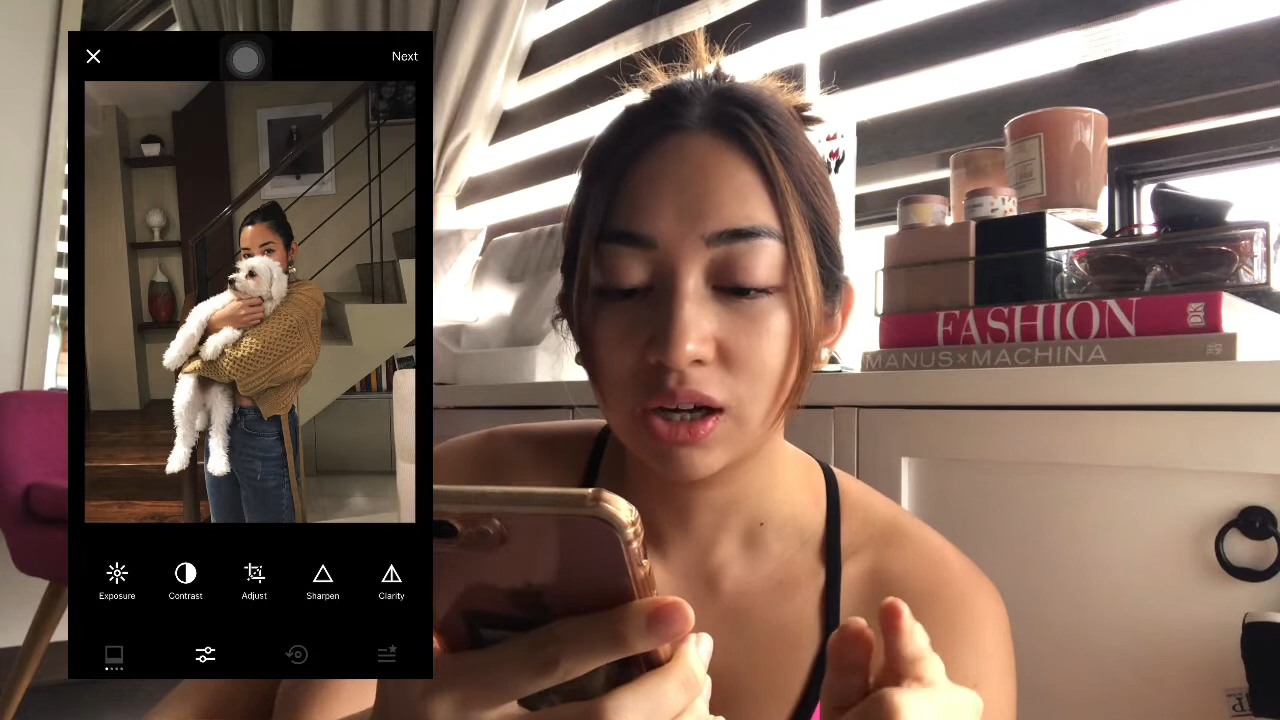 Next
Exposure
Contrast
Adjust
Sharpen
Clarity
FASHION
DK
MANUS×MACHINA